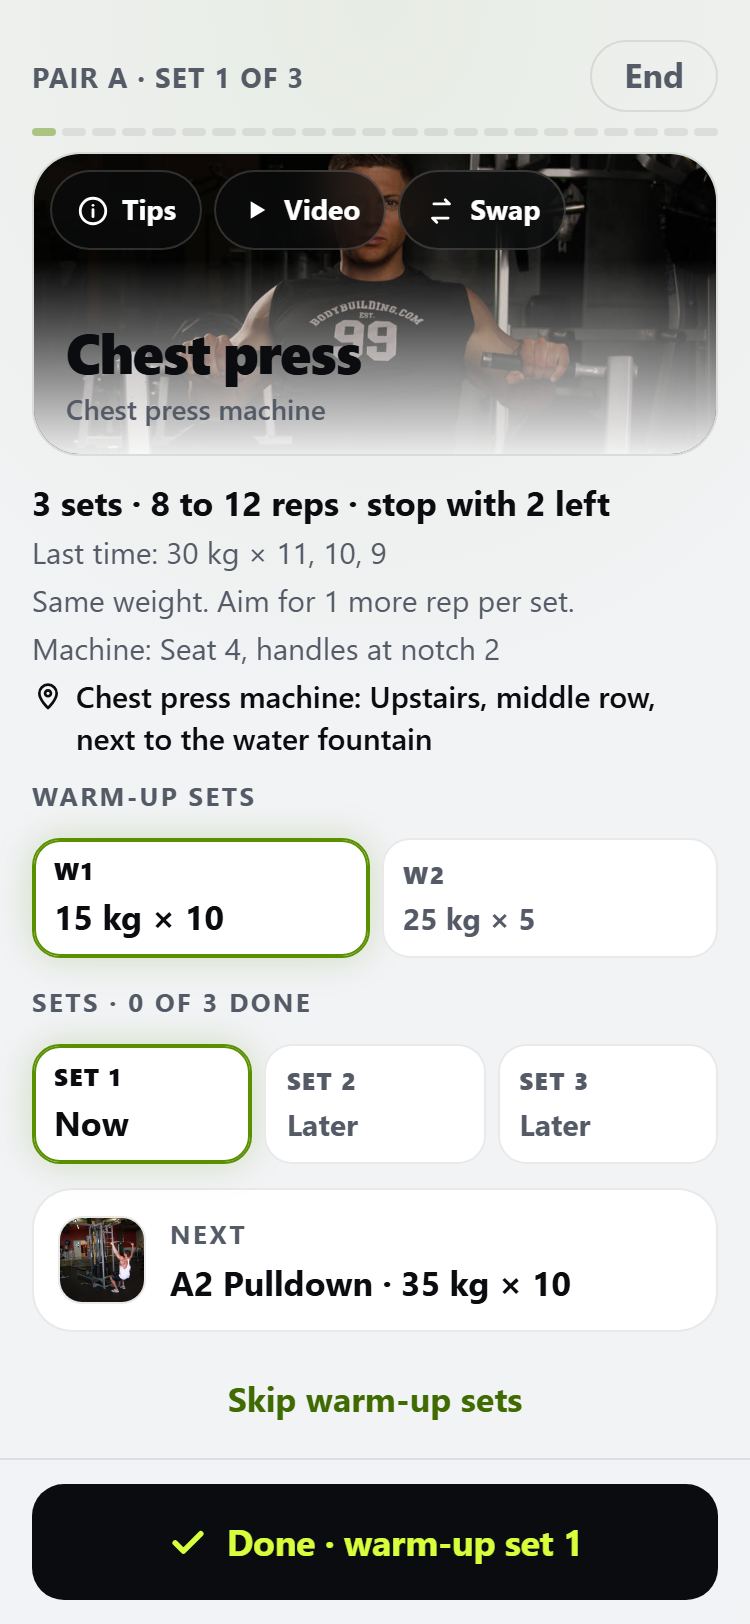 PAIR A · SET 1 OF 3
End
Tips
Video
Swap
BODYBUILDING.COM
EST.
99
Chest press
Chest press machine
3 sets · 8 to 12 reps · stop with 2 left
Last time: 30 kg × 11, 10, 9
Same weight. Aim for 1 more rep per set.
Machine: Seat 4, handles at notch 2
Chest press machine: Upstairs, middle row,
next to the water fountain
WARM-UP SETS
W1
15 kg × 10
W2
25 kg × 5
SETS · 0 OF 3 DONE
SET 1
Now
SET 2
Later
SET 3
Later
NEXT
A2 Pulldown · 35 kg × 10
Skip warm-up sets
Done · warm-up set 1